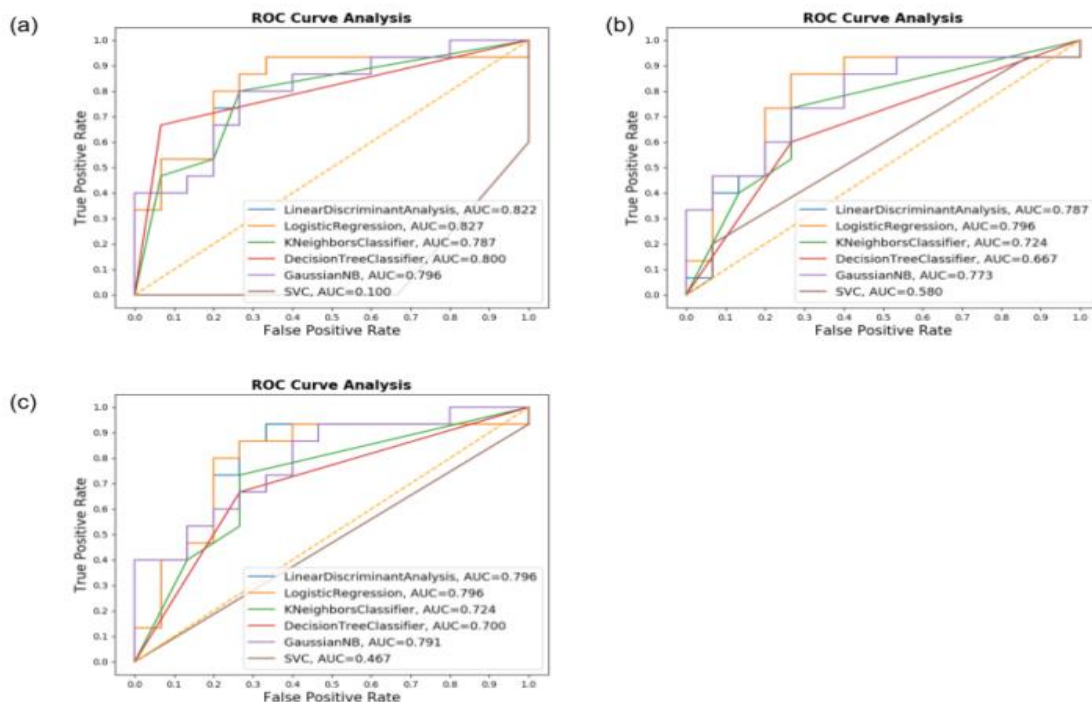 (a)
ROC Curve Analysis
True Positive Rate
1.0
0.9
0.8
0.7
0.6
0.5
0.4
0.3
0.2
0.1
0.0
LinearDiscriminantAnalysis, AUC=0.822
LogisticRegression, AUC=0.827
KNeighborsClassifier, AUC=0.787
DecisionTreeClassifier, AUC=0.800
GaussianNB, AUC=0.796
SVC, AUC=0.100
0.0 0.1 0.2 0.3 0.4 0.5 0.6 0.7 0.8 0.9 1.0
False Positive Rate
(b)
ROC Curve Analysis
True Positive Rate
1.0
0.9
0.8
0.7
0.6
0.5
0.4
0.3
0.2
0.1
0.0
LinearDiscriminantAnalysis, AUC=0.787
LogisticRegression, AUC=0.796
KNeighborsClassifier, AUC=0.724
DecisionTreeClassifier, AUC=0.667
GaussianNB, AUC=0.773
SVC, AUC=0.580
0.0 0.1 0.2 0.3 0.4 0.5 0.6 0.7 0.8 0.9 1.0
False Positive Rate
(c)
ROC Curve Analysis
True Positive Rate
1.0
0.9
0.8
0.7
0.6
0.5
0.4
0.3
0.2
0.1
0.0
LinearDiscriminantAnalysis, AUC=0.796
LogisticRegression, AUC=0.796
KNeighborsClassifier, AUC=0.724
DecisionTreeClassifier, AUC=0.700
GaussianNB, AUC=0.791
SVC, AUC=0.467
0.0 0.1 0.2 0.3 0.4 0.5 0.6 0.7 0.8 0.9 1.0
False Positive Rate